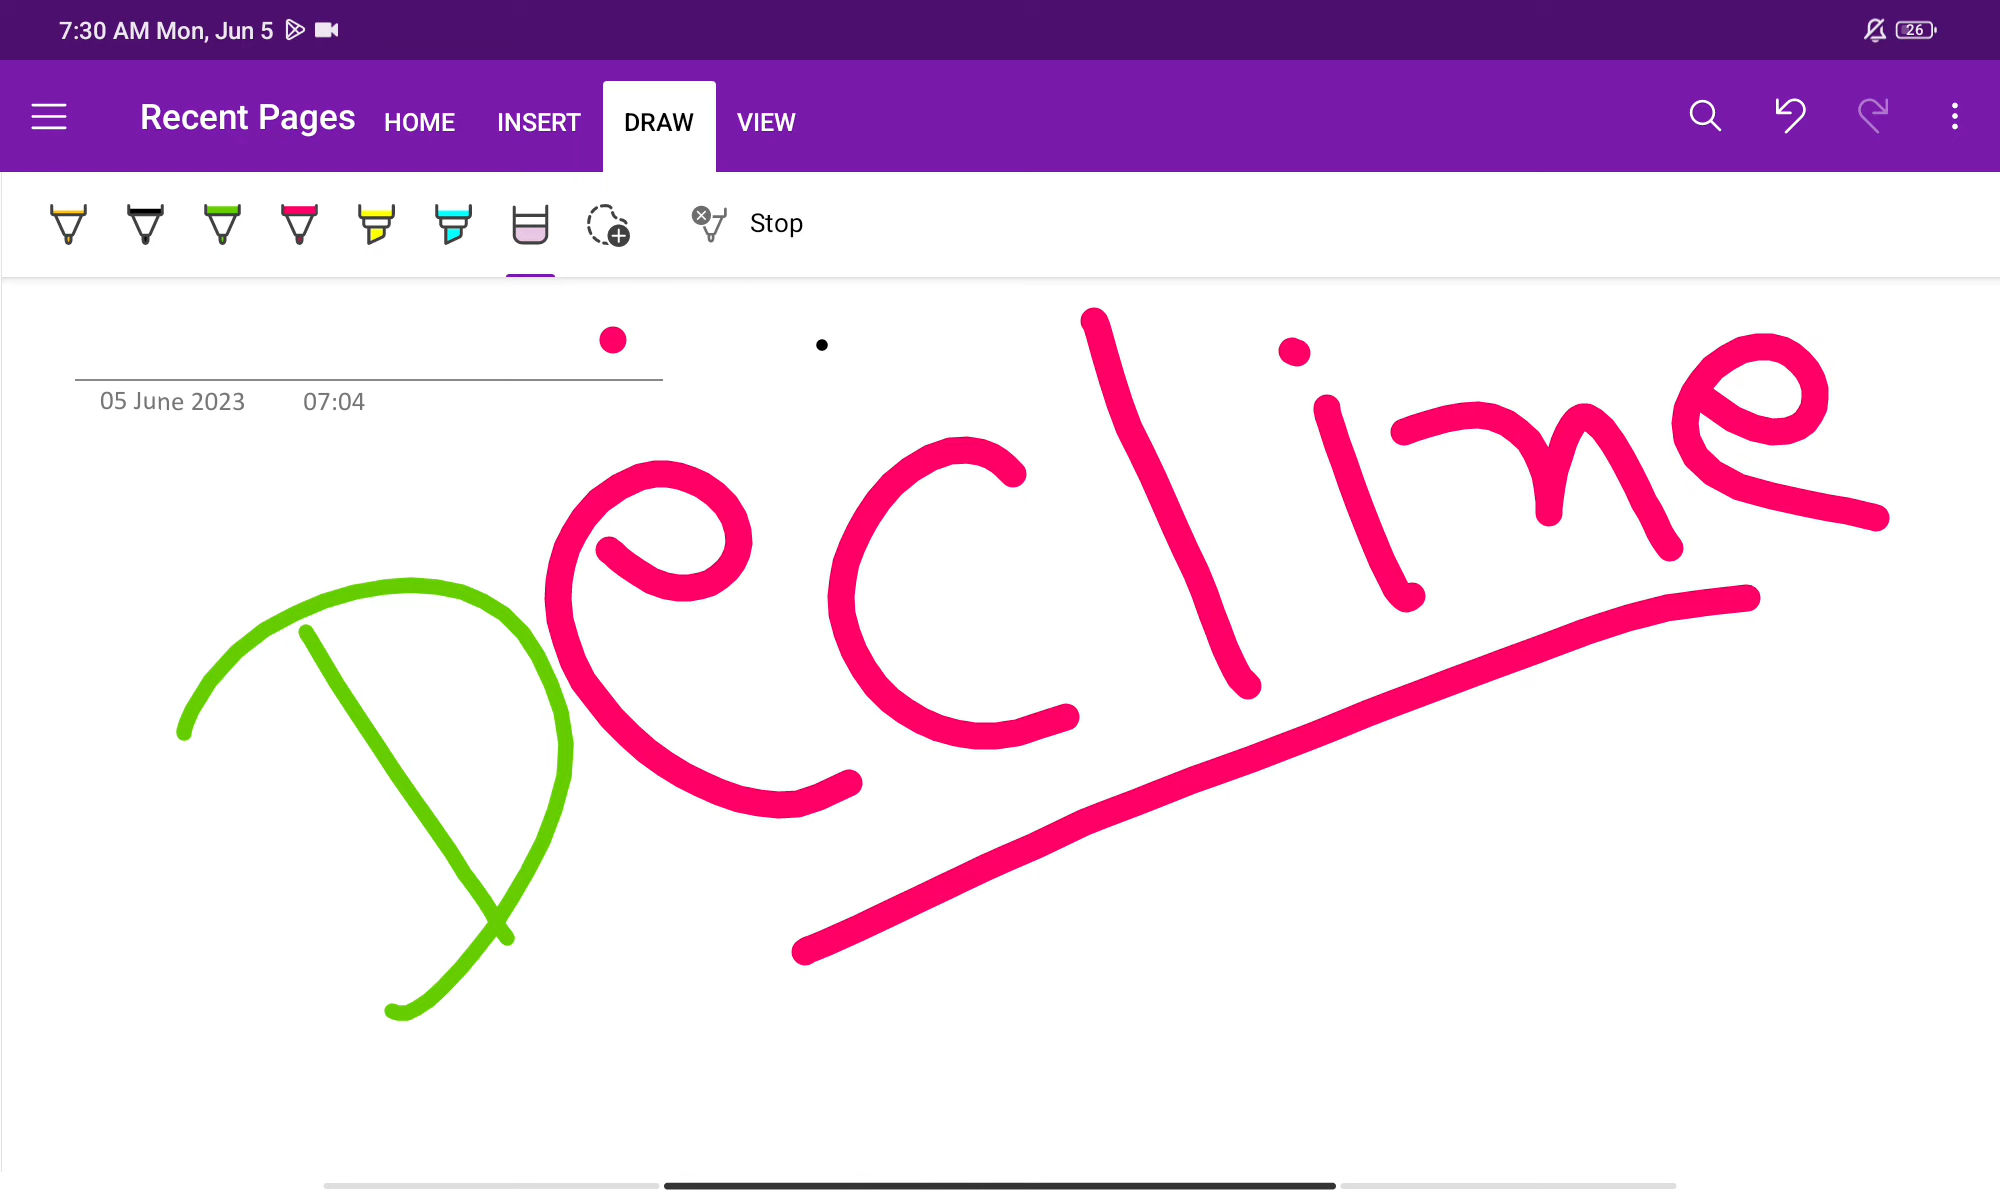 7:30 AM Mon, Jun 5 26
Recent Pages HOME INSERT DRAW VIEW
Stop
05 June 2023 07:04
Decline